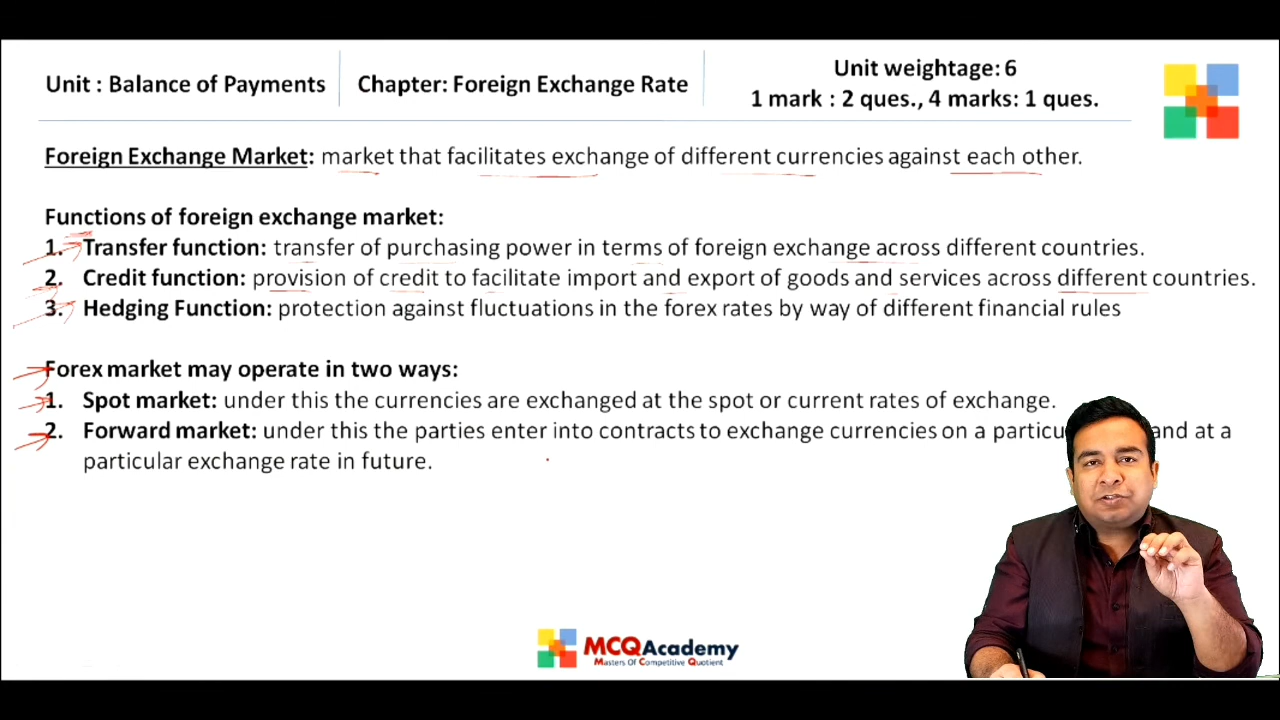 Unit : Balance of Payments
Chapter: Foreign Exchange Rate
Unit weightage: 6
1 mark : 2 ques., 4 marks: 1 ques.
Foreign Exchange Market: market that facilitates exchange of different currencies against each other.
Functions of foreign exchange market:
1. Transfer function: transfer of purchasing power in terms of foreign exchange across different countries.
2. Credit function: provision of credit to facilitate import and export of goods and services across different countries.
3. Hedging Function: protection against fluctuations in the forex rates by way of different financial rules
Forex market may operate in two ways:
1. Spot market: under this the currencies are exchanged at the spot or current rates of exchange.
2. Forward market: under this the parties enter into contracts to exchange currencies on a and at a
particular exchange rate in future.
MCQAcademy
Masters Of Competitive Quotient